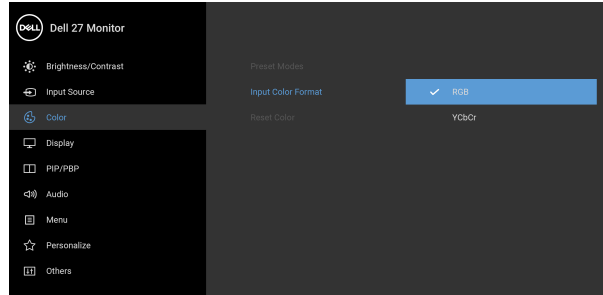 DELL Dell 27 Monitor
Brightness/Contrast
Input Source
Color
Display
PIP/PBP
Audio
Menu
Personalize
Others
Preset Modes
Input Color Format
Reset Color
RGB
YCbCr